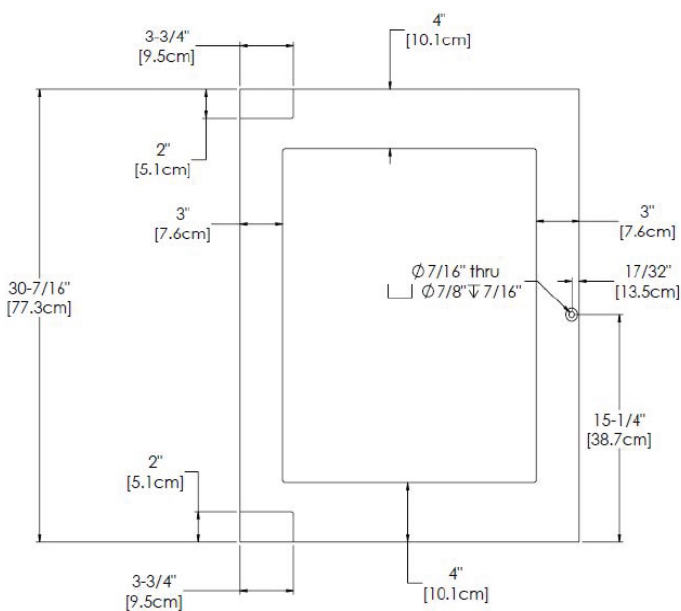 4"
[10.1cm]
3-3/4"
[9.5cm]
2"
[5.1cm]
3"
[7.6cm]
3"
[7.6cm]
⌀ 7/16" thru
⌴ ⌀ 7/8" ↧ 7/16"
17/32"
[13.5cm]
30-7/16"
[77.3cm]
15-1/4"
[38.7cm]
2"
[5.1cm]
3-3/4"
[9.5cm]
4"
[10.1cm]